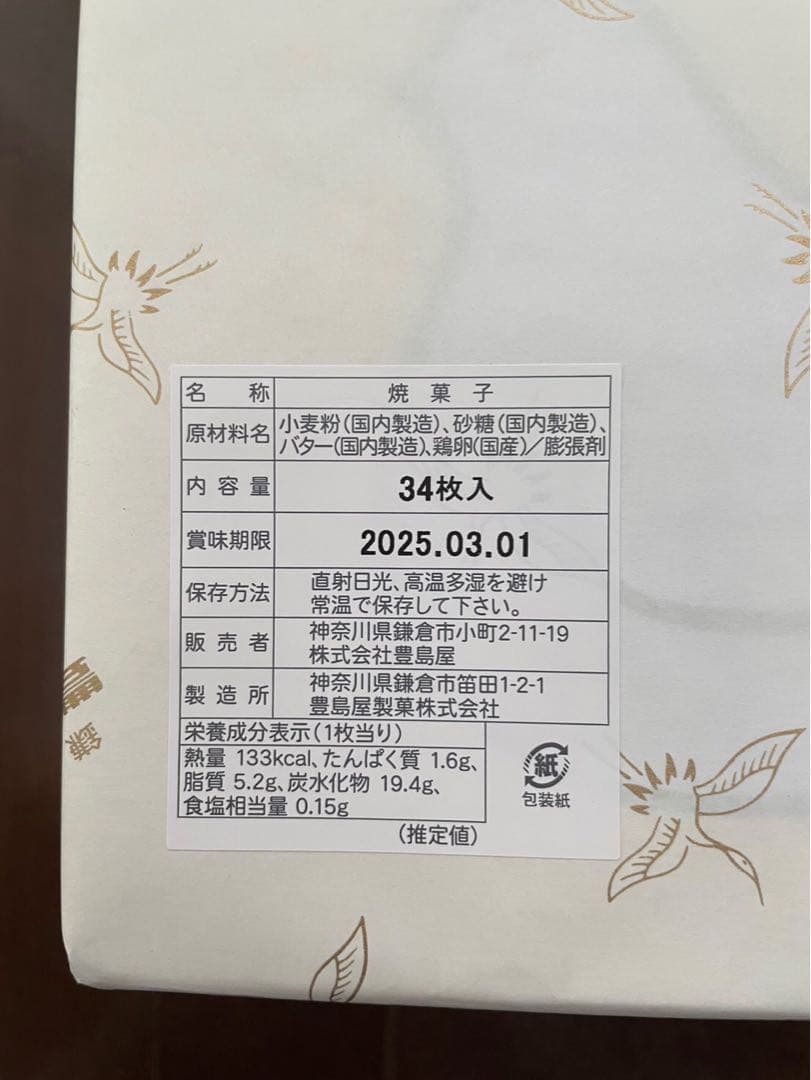 名称 焼菓子
原材料名 小麦粉(国内製造)、砂糖(国内製造)、
バター(国内製造)、鶏卵(国産)/膨張剤
内容量 34枚入
賞味期限 2025.03.01
保存方法 直射日光、高温多湿を避け
常温で保存して下さい。
販売者 神奈川県鎌倉市小町2-11-19
株式会社豊島屋
製造所 神奈川県鎌倉市笛田1-2-1
豊島屋製菓株式会社
栄養成分表示(1枚当り)
熱量 133kcal、たんぱく質 1.6g、
脂質 5.2g、炭水化物 19.4g、
食塩相当量 0.15g
(推定値)
紙
包装紙
鎌